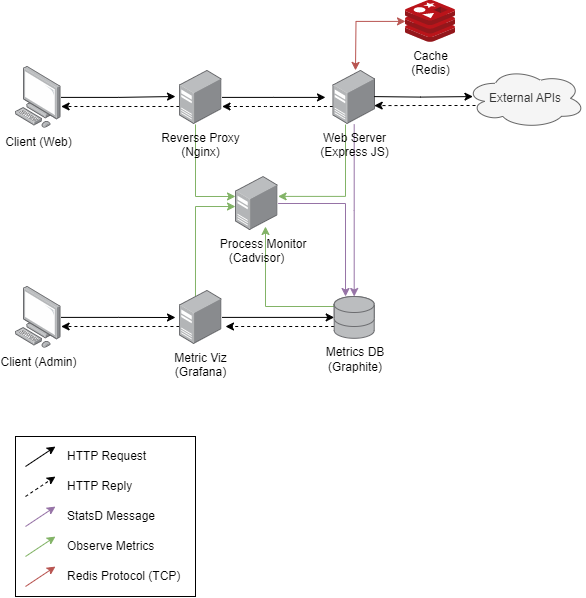 Cache
(Redis)
External APIs
Client (Web)
Reverse Proxy
(Nginx)
Web Server
(Express JS)
Process Monitor
(Cadvisor)
Client (Admin)
Metric Viz
(Grafana)
Metrics DB
(Graphite)
HTTP Request
HTTP Reply
StatsD Message
Observe Metrics
Redis Protocol (TCP)